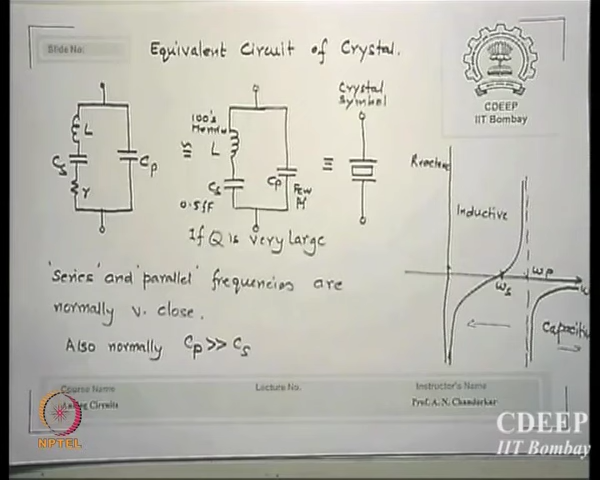 Slide No:
Equivalent Circuit of Crystal.
CDEEP
IIT Bombay
L
Cs
r
Cp
≅
100's
Henries
L
Cs
0.5ff
Cp
Few
≡
Crystal
Symbol
If Q is very large
Reactance
Inductive
ωs
ωp
ω
Capacitive
'Series' and 'parallel' frequencies are
normally v. close.
Also normally Cp>>Cs
Course Name
Analog Circuits
Lecture No.
Instructor's Name
Prof. A. N. Chandorkar
NPTEL
CDEEP
IIT Bombay